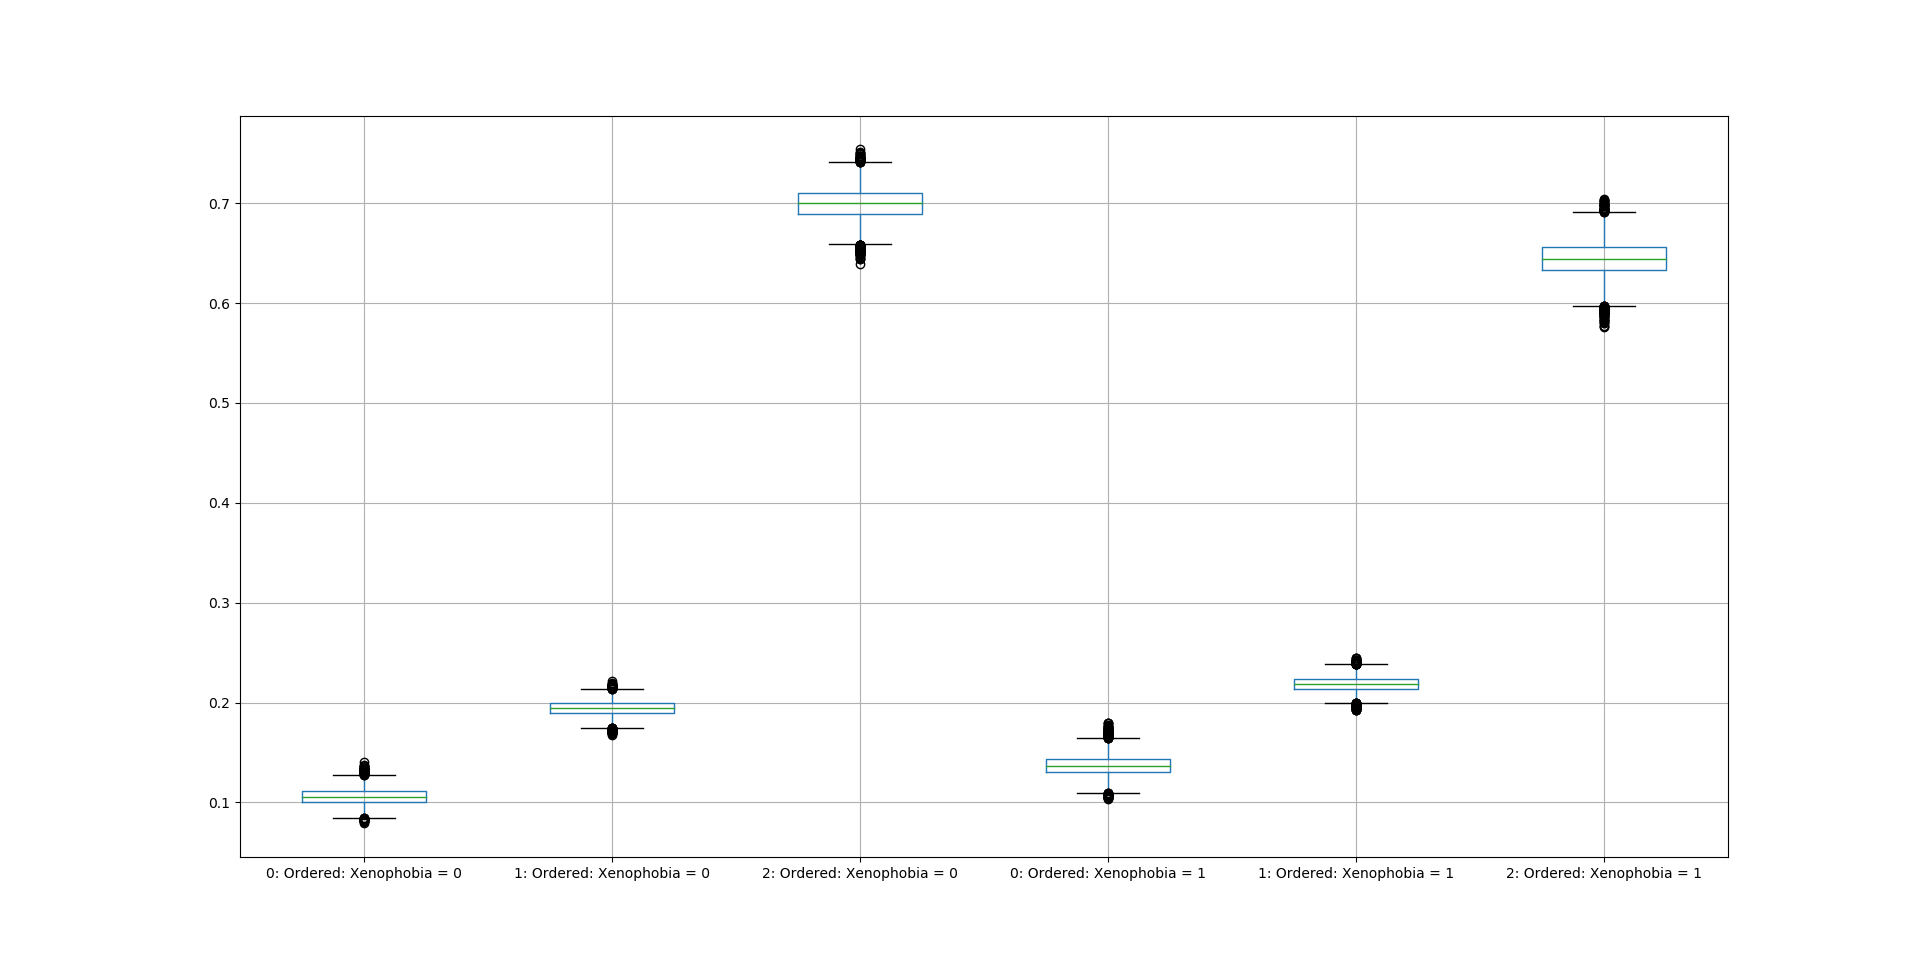 0.7
0.6
0.5
0.4
0.3
0.2
0.1
0: Ordered: Xenophobia = 0
1: Ordered: Xenophobia = 0
2: Ordered: Xenophobia = 0
0: Ordered: Xenophobia = 1
1: Ordered: Xenophobia = 1
2: Ordered: Xenophobia = 1